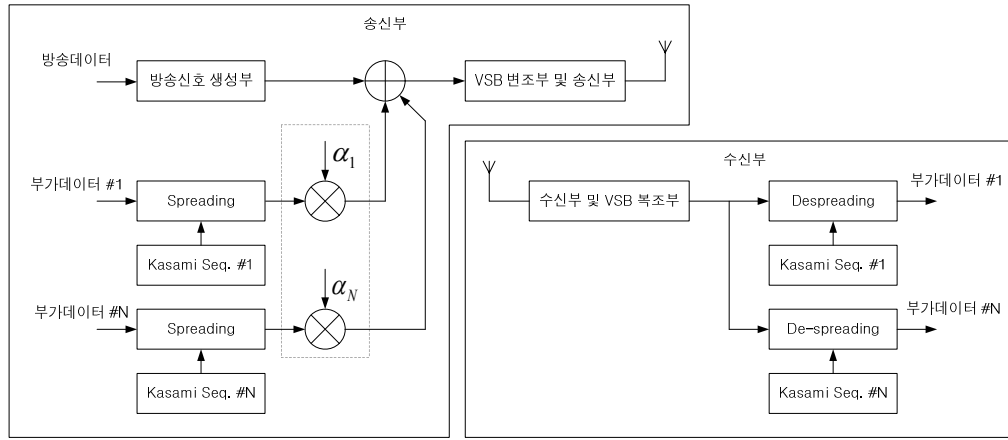 송신부
방송데이터
방송신호 생성부
VSB 변조부 및 송신부
부가데이터 #1
Spreading
α₁
Kasami Seq. #1
부가데이터 #N
Spreading
α_N
Kasami Seq. #N
수신부
수신부 및 VSB 복조부
Despreading
부가데이터 #1
Kasami Seq. #1
De-spreading
부가데이터 #N
Kasami Seq. #N